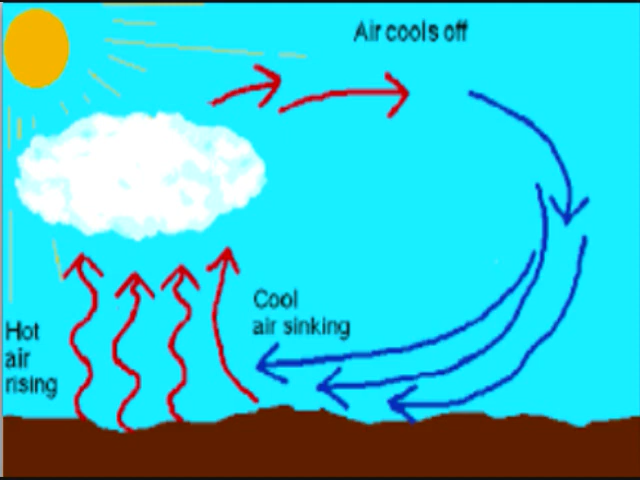 Air cools off
Cool
air sinking
Hot
air
rising